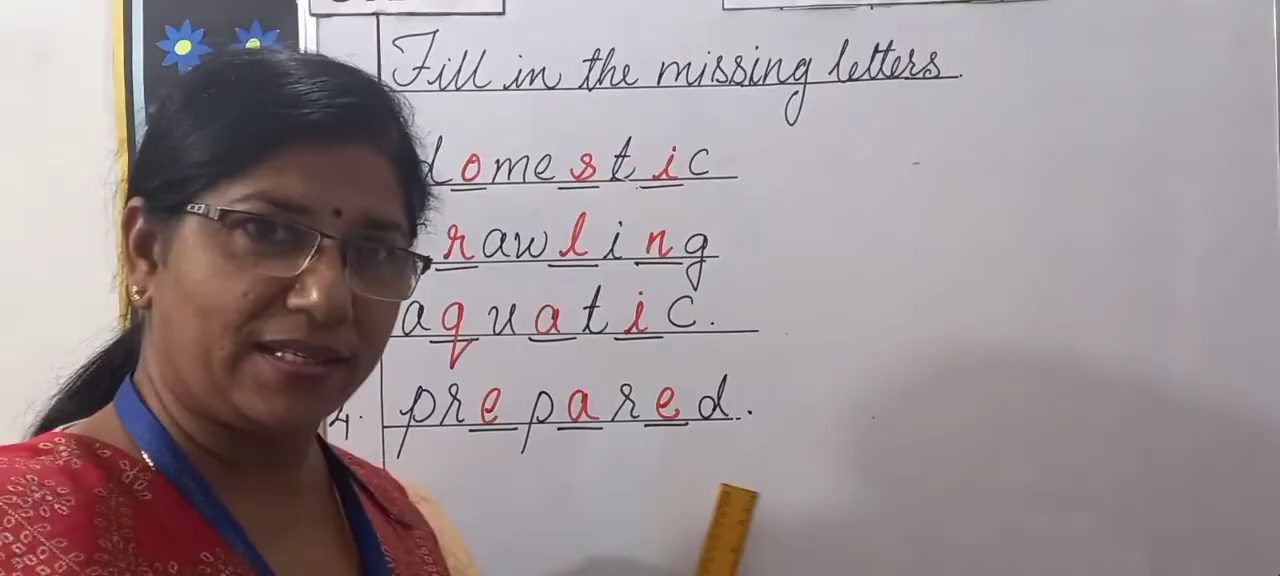 Fill in the missing letters.
domestic
rawling
aquatic.
4. prepared.